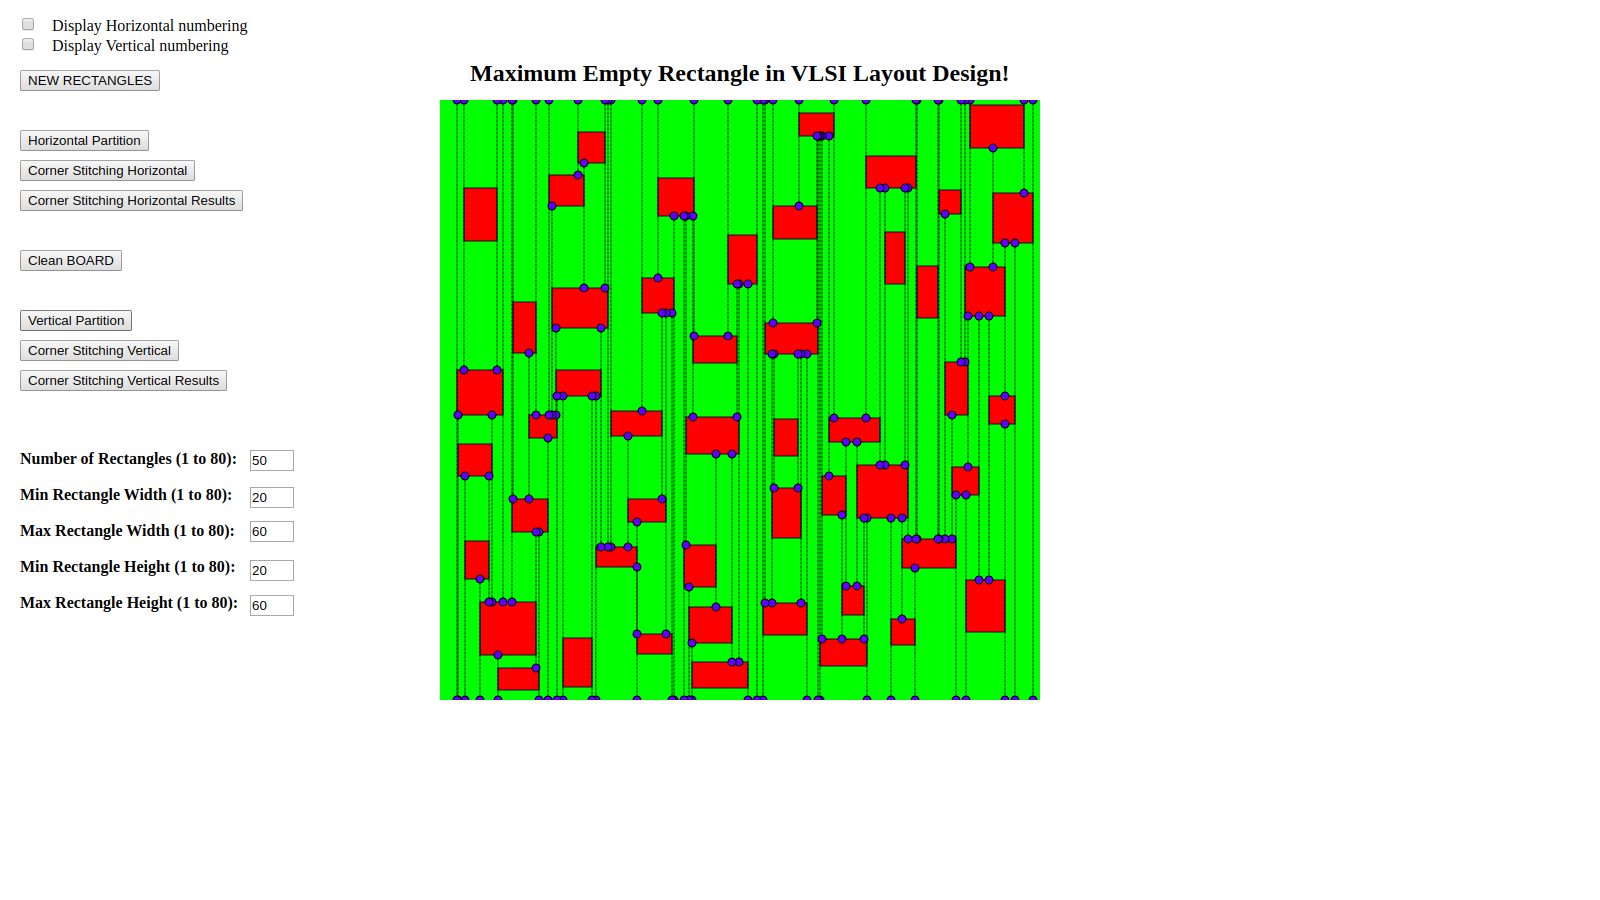 Display Horizontal numbering
Display Vertical numbering
NEW RECTANGLES
Maximum Empty Rectangle in VLSI Layout Design!
Horizontal Partition
Corner Stitching Horizontal
Corner Stitching Horizontal Results
Clean BOARD
Vertical Partition
Corner Stitching Vertical
Corner Stitching Vertical Results
Number of Rectangles (1 to 80): 50
Min Rectangle Width (1 to 80): 20
Max Rectangle Width (1 to 80): 60
Min Rectangle Height (1 to 80): 20
Max Rectangle Height (1 to 80): 60